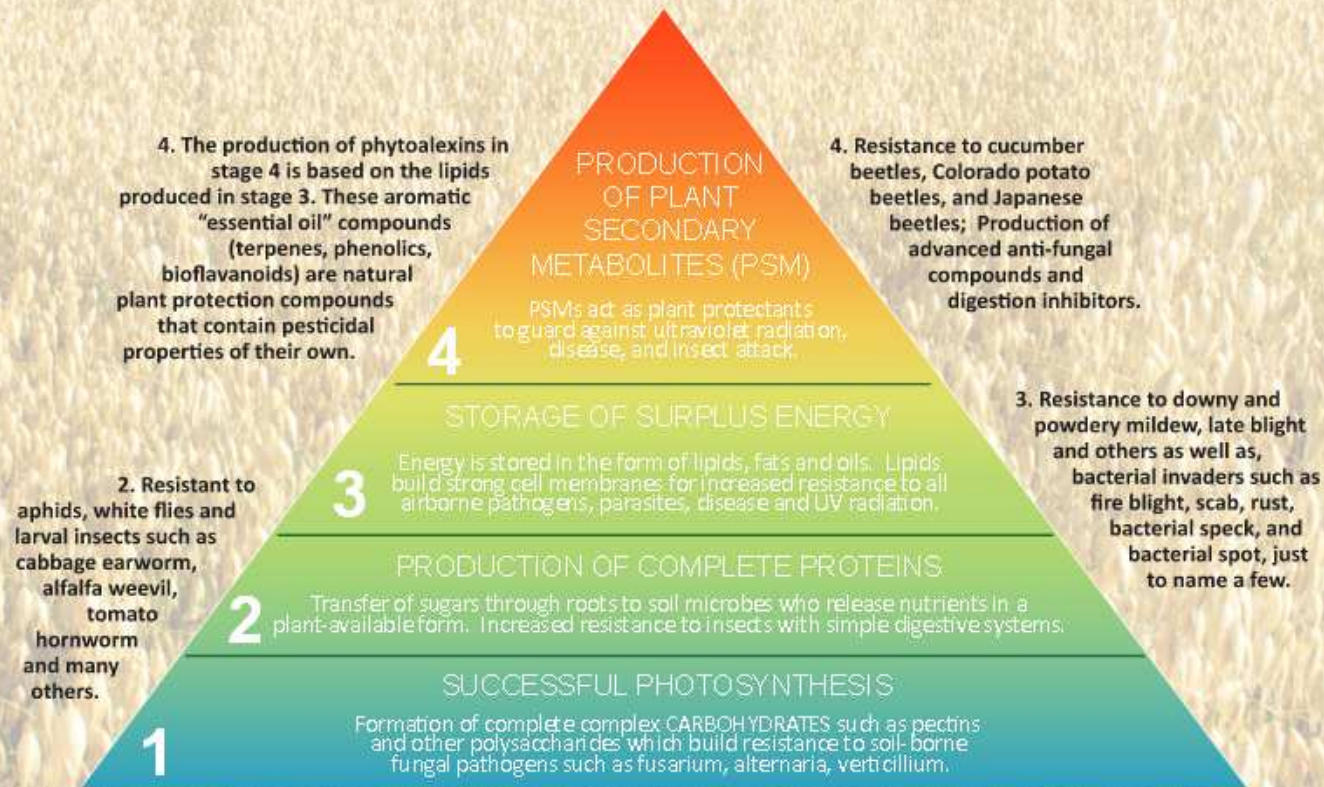 4. The production of phytoalexins in
stage 4 is based on the lipids
produced in stage 3. These aromatic
“essential oil” compounds
(terpenes, phenolics,
bioflavanoids) are natural
plant protection compounds
that contain pesticidal
properties of their own.
PRODUCTION
OF PLANT
SECONDARY
METABOLITES (PSM)
PSMs act as plant protectants
to guard against ultraviolet radiation,
disease, and insect attack.
4
4. Resistance to cucumber
beetles, Colorado potato
beetles, and Japanese
beetles; Production of
advanced anti-fungal
compounds and
digestion inhibitors.
STORAGE OF SURPLUS ENERGY
Energy is stored in the form of lipids, fats and oils. Lipids
build strong cell membranes for increased resistance to all
airborne pathogens, parasites, disease and UV radiation.
3
3. Resistance to downy and
powdery mildew, late blight
and others as well as,
bacterial invaders such as
fire blight, scab, rust,
bacterial speck, and
bacterial spot, just
to name a few.
2. Resistant to
aphids, white flies and
larval insects such as
cabbage earworm,
alfalfa weevil,
tomato
hornworm
and many
others.
PRODUCTION OF COMPLETE PROTEINS
Transfer of sugars through roots to soil microbes who release nutrients in a
plant-available form. Increased resistance to insects with simple digestive systems.
2
SUCCESSFUL PHOTOSYNTHESIS
Formation of complete complex CARBOHYDRATES such as pectins
and other polysaccharides which build resistance to soil-borne
fungal pathogens such as fusarium, alternaria, verticillium.
1